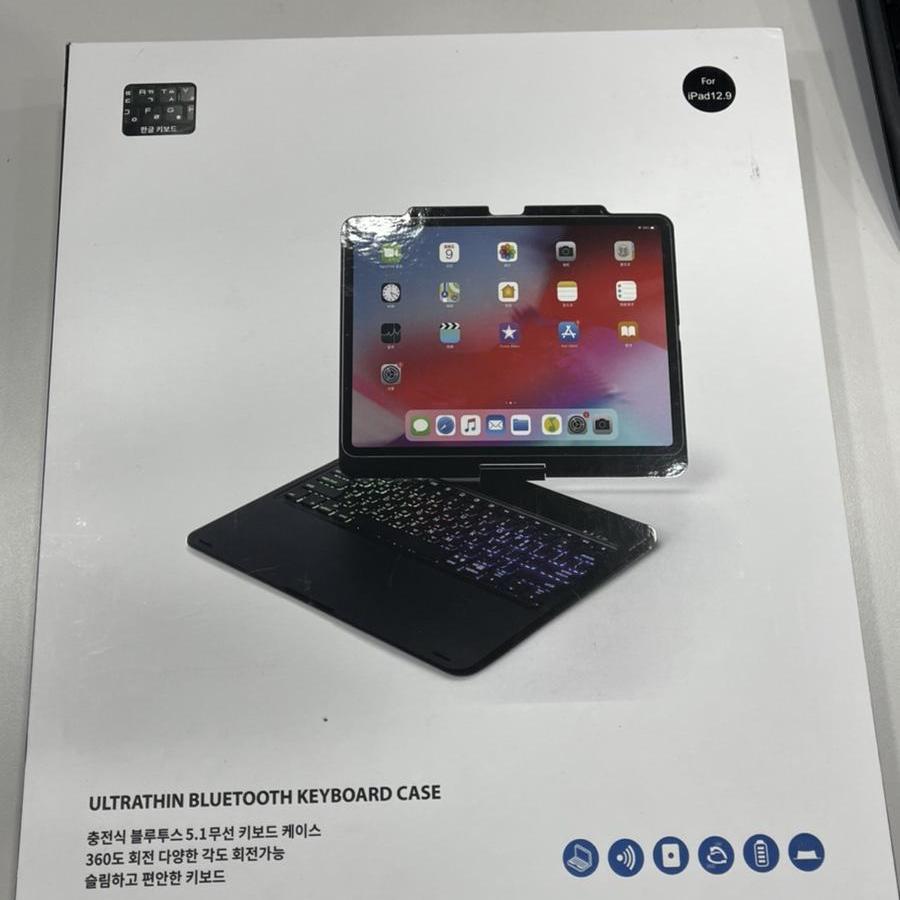 한글 키보드
For
iPad12.9
9
ULTRATHIN BLUETOOTH KEYBOARD CASE
충전식 블루투스 5.1무선 키보드 케이스
360도 회전 다양한 각도 회전가능
슬림하고 편안한 키보드